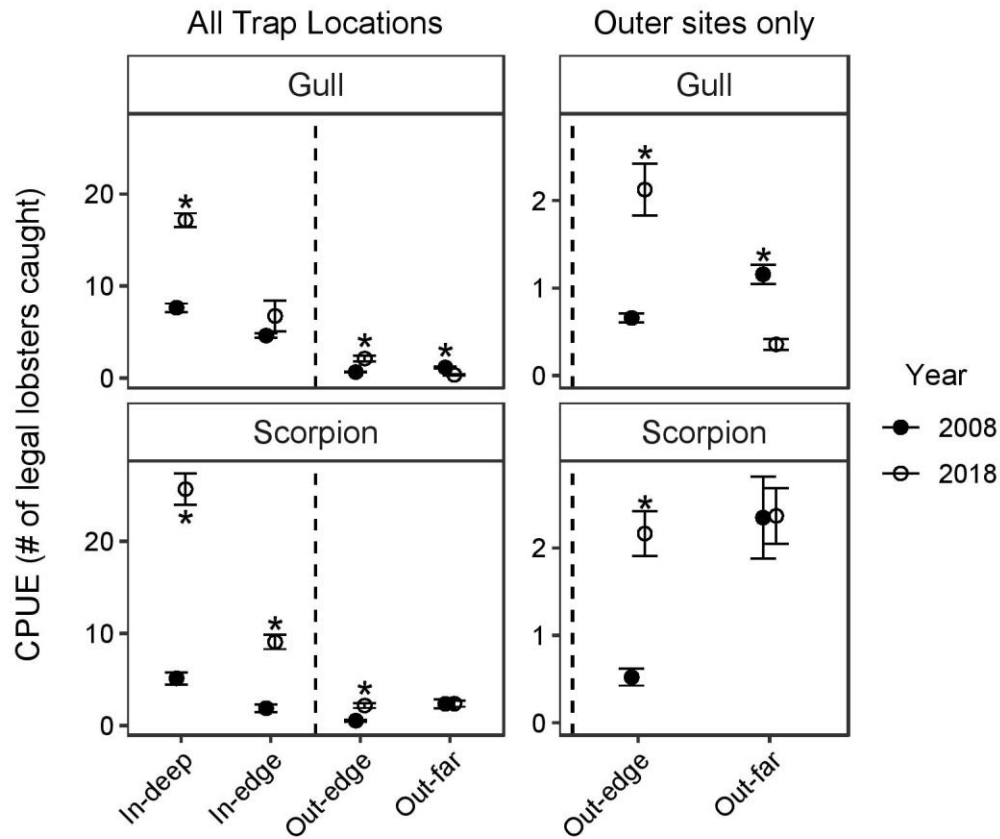 All Trap Locations
Outer sites only
Gull
Gull
CPUE (# of legal lobsters caught)
20
10
0
*
*
*
2
1
0
*
*
Year
2008
2018
Scorpion
Scorpion
20
10
0
*
*
*
2
1
0
*
In-deep
In-edge
Out-edge
Out-far
Out-edge
Out-far